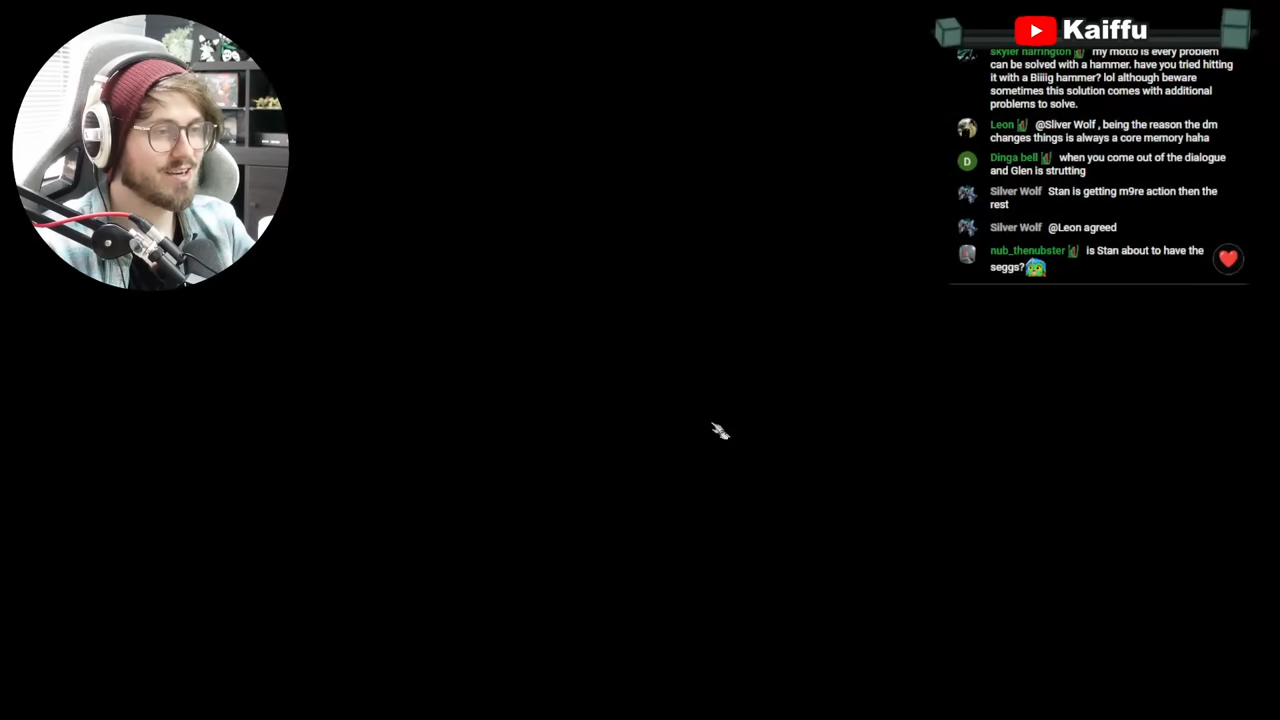 Kaiffu
skyler harrington my motto is every problem
can be solved with a hammer. have you tried hitting
it with a Biiiig hammer? lol although beware
sometimes this solution comes with additional
problems to solve.
Leon @Sliver Wolf , being the reason the dm
changes things is always a core memory haha
D
Dinga bell when you come out of the dialogue
and Glen is strutting
Silver Wolf Stan is getting m9re action then the
rest
Silver Wolf @Leon agreed
nub_thenubster is Stan about to have the
seggs?